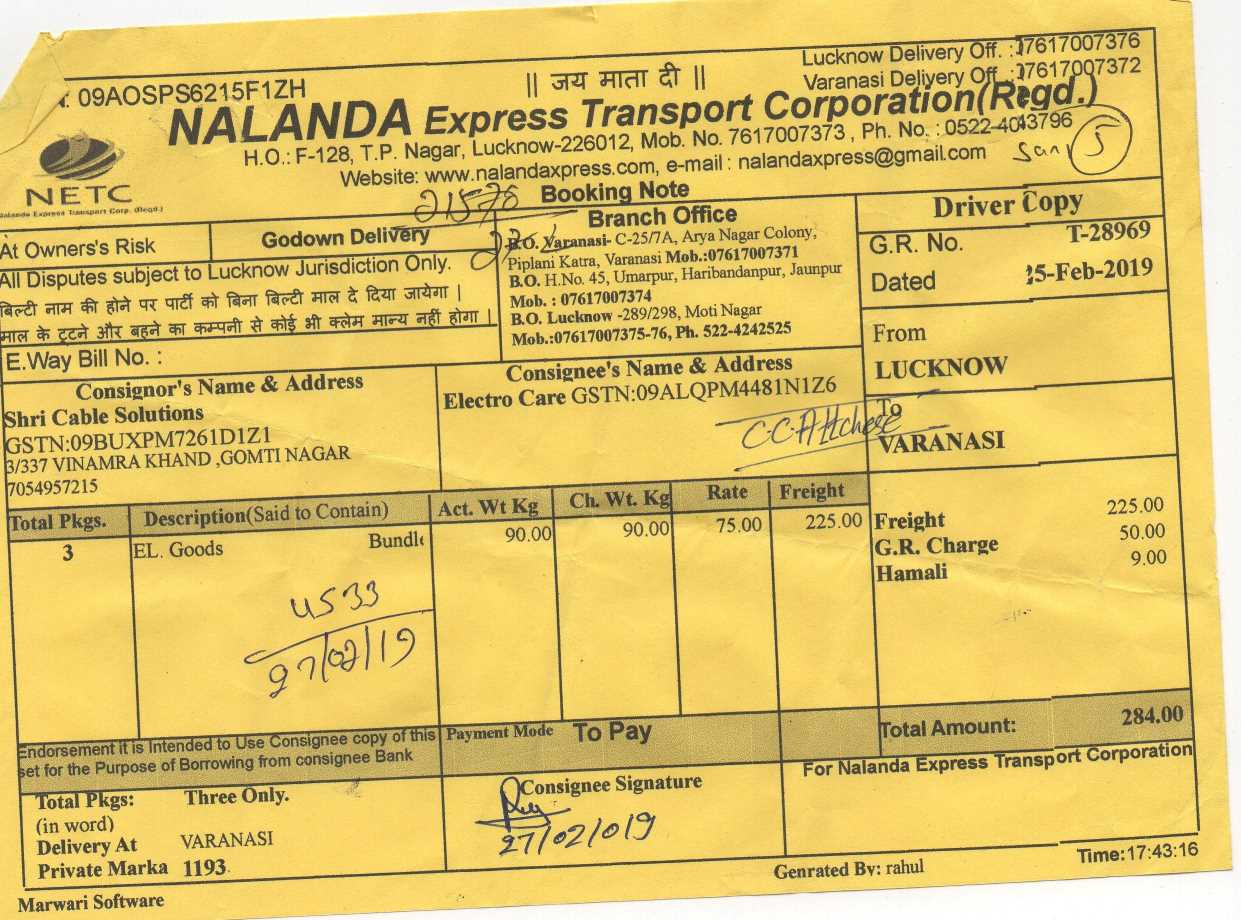 : 09AOSPS6215F1ZH
|| जय माता दी ||
Lucknow Delivery Off. :07617007376
Varanasi Delivery Off. :07617007372
NALANDA Express Transport Corporation(Regd.)
H.O.: F-128, T.P. Nagar, Lucknow-226012, Mob. No. 7617007373 , Ph. No. : 0522-4043796
Website: www.nalandaxpress.com, e-mail : nalandaxpress@gmail.com
5
NETC
Nalanda Express Transport Corp. (Regd.)
21578
Booking Note
At Owners's Risk
Godown Delivery
All Disputes subject to Lucknow Jurisdiction Only.
बिल्टी नाम की होने पर पार्टी को बिना बिल्टी माल दे दिया जायेगा |
माल के टूटने और बहने का कम्पनी से कोई भी क्लेम मान्य नहीं होगा |
E.Way Bill No. :
Branch Office
B.O. Varanasi- C-25/7A, Arya Nagar Colony,
Piplani Katra, Varanasi Mob.:07617007371
B.O. H.No. 45, Umarpur, Haribandanpur, Jaunpur
Mob. : 07617007374
B.O. Lucknow -289/298, Moti Nagar
Mob.:07617007375-76, Ph. 522-4242525
Driver Copy
G.R. No. T-28969
Dated 25-Feb-2019
From
LUCKNOW
To
VARANASI
Consignor's Name & Address
Shri Cable Solutions
GSTN:09BUXPM7261D1Z1
3/337 VINAMRA KHAND ,GOMTI NAGAR
7054957215
Consignee's Name & Address
Electro Care GSTN:09ALQPM4481N1Z6
Total Pkgs. Description(Said to Contain) Act. Wt Kg Ch. Wt. Kg Rate Freight
3 EL. Goods Bundle 90.00 90.00 75.00 225.00
4533
27/02/19
Freight 225.00
G.R. Charge 50.00
Hamali 9.00
Endorsement it is Intended to Use Consignee copy of this
set for the Purpose of Borrowing from consignee Bank
Payment Mode To Pay
Total Amount: 284.00
Total Pkgs: Three Only.
(in word)
Delivery At VARANASI
Private Marka 1193
Consignee Signature
27/02/019
For Nalanda Express Transport Corporation
Genrated By: rahul
Time:17:43:16
Marwari Software